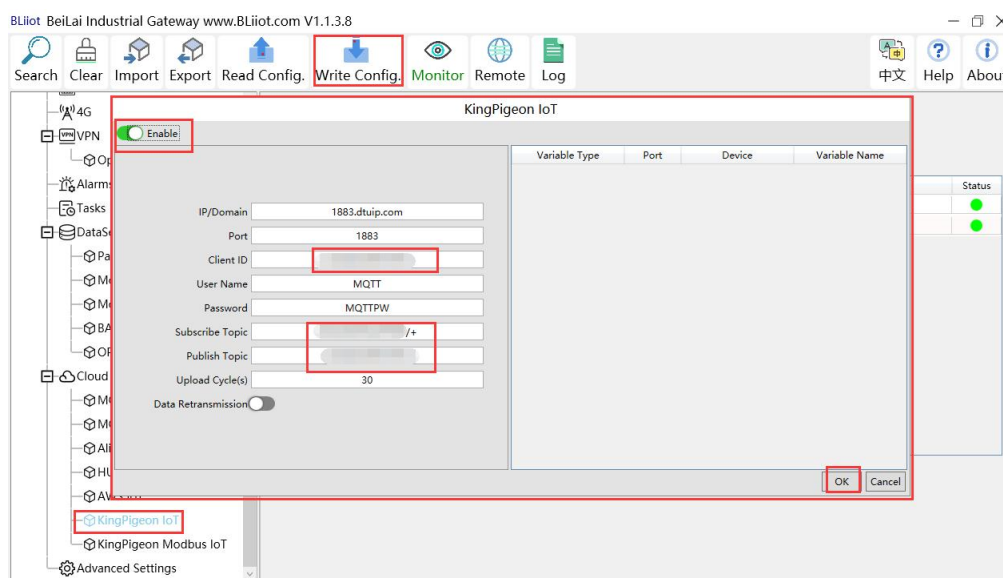 BLiiot BeiLai Industrial Gateway www.BLiiot.com V1.1.3.8
Search Clear Import Export Read Config. Write Config. Monitor Remote Log 中文 Help Abou
4G
VPN
Alarms
Tasks
Cloud
AWS IoT
KingPigeon IoT
KingPigeon Modbus IoT
Advanced Settings
KingPigeon IoT
Enable
IP/Domain 1883.dtuip.com
Port 1883
Client ID
User Name MQTT
Password MQTTPW
Subscribe Topic /+
Publish Topic
Upload Cycle(s) 30
Data Retransmission
Variable Type Port Device Variable Name
OK Cancel
Status